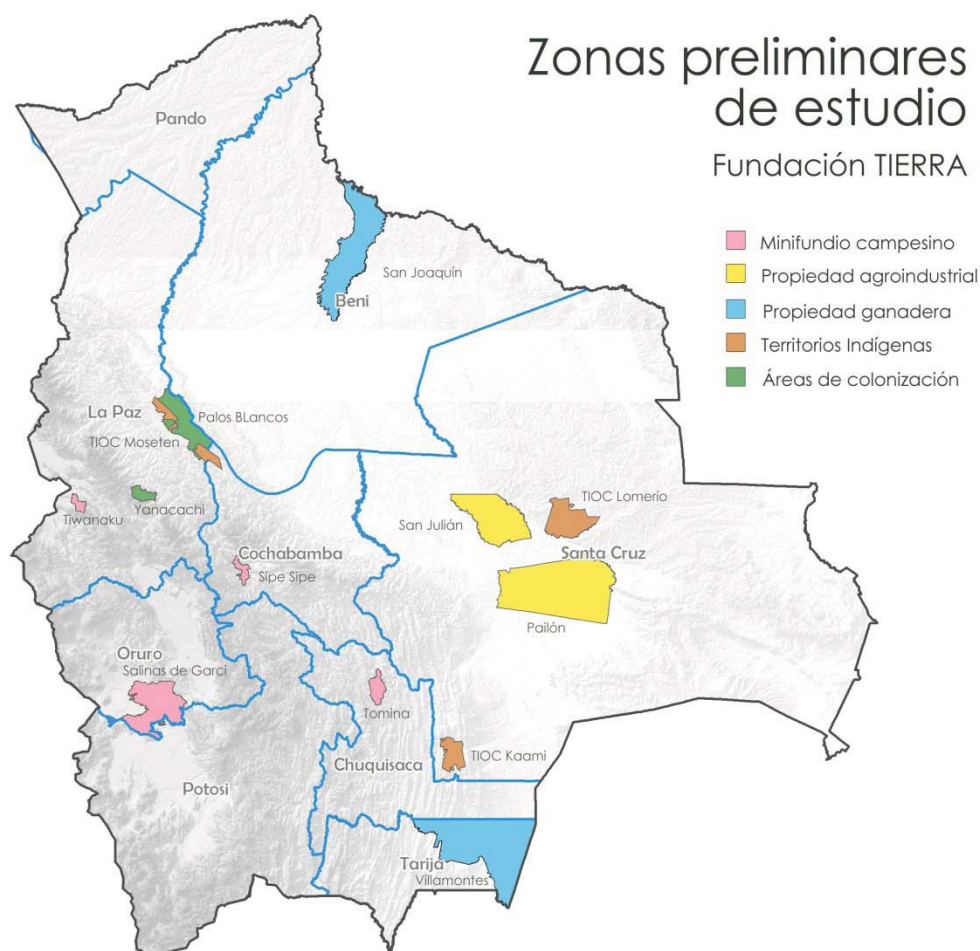 Zonas preliminares
de estudio
Fundación TIERRA
Minifundio campesino
Propiedad agroindustrial
Propiedad ganadera
Territorios Indígenas
Áreas de colonización
Pando
San Joaquín
Beni
La Paz
Palos BLancos
TIOC Moseten
Tiwanaku
Yanacachi
TIOC Lomerío
San Julián
Cochabamba
Sipe Sipe
Santa Cruz
Pailón
Oruro
Salinas de Garci
Tomina
TIOC Kaami
Chuquisaca
Potosi
Tarija
Villamontes